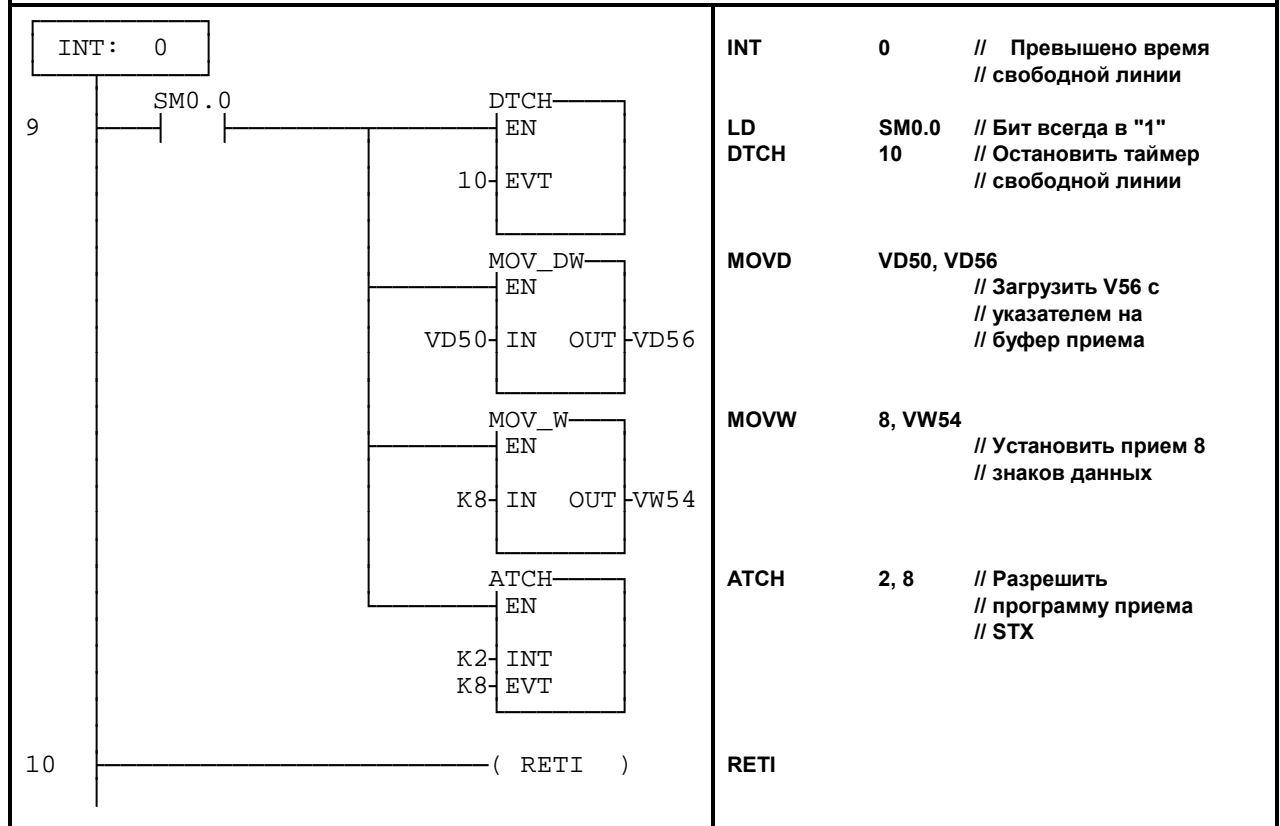 INT: 0
SM0.0
9
DTCH
EN
10 EVT
MOV_DW
EN
VD50 IN OUT VD56
MOV_W
EN
K8 IN OUT VW54
ATCH
EN
K2 INT
K8 EVT
10 ( RETI )
INT 0 // Превышено время
// свободной линии
LD SM0.0 // Бит всегда в "1"
DTCH 10 // Остановить таймер
// свободной линии
MOVD VD50, VD56
// Загрузить V56 с
// указателем на
// буфер приема
MOVW 8, VW54
// Установить прием 8
// знаков данных
ATCH 2, 8 // Разрешить
// программу приема
// STX
RETI